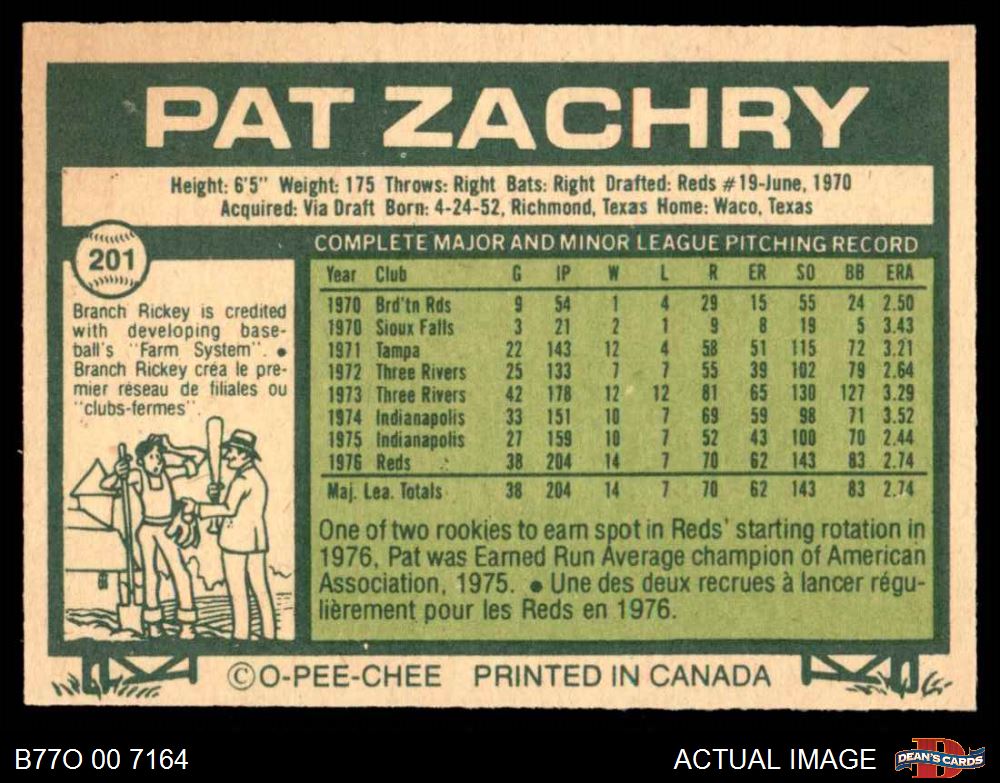 PAT ZACHRY
Height: 6'5" Weight: 175 Throws: Right Bats: Right Drafted: Reds #19-June, 1970
Acquired: Via Draft Born: 4-24-52, Richmond, Texas Home: Waco, Texas
201
Branch Rickey is credited
with developing base-
ball's "Farm System". ●
Branch Rickey créa le pre-
mier réseau de filiales ou
"clubs-fermes".
COMPLETE MAJOR AND MINOR LEAGUE PITCHING RECORD
Year Club G IP W L R ER SO BB ERA
1970 Brd'tn Rds 9 54 1 4 29 15 55 24 2.50
1970 Sioux Falls 3 21 2 1 9 8 19 5 3.43
1971 Tampa 22 143 12 4 58 51 115 72 3.21
1972 Three Rivers 25 133 7 7 55 39 102 79 2.64
1973 Three Rivers 42 178 12 12 81 65 130 127 3.29
1974 Indianapolis 33 151 10 7 69 59 98 71 3.52
1975 Indianapolis 27 159 10 7 52 43 100 70 2.44
1976 Reds 38 204 14 7 70 62 143 83 2.74
Maj. Lea. Totals 38 204 14 7 70 62 143 83 2.74
One of two rookies to earn spot in Reds' starting rotation in
1976, Pat was Earned Run Average champion of American
Association, 1975. ● Une des deux recrues à lancer régu-
lièrement pour les Reds en 1976.
©O-PEE-CHEE PRINTED IN CANADA
B77O 00 7164
ACTUAL IMAGE
D
DEAN'S CARDS